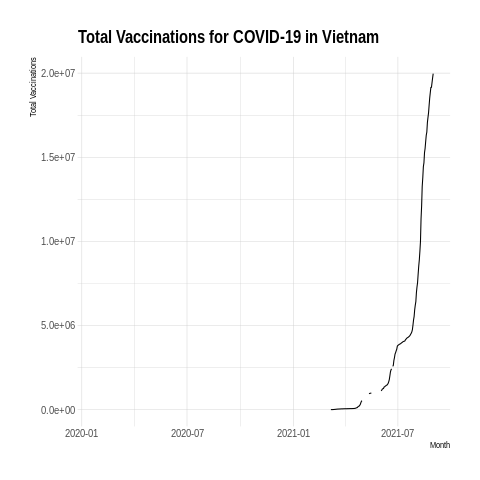 Total Vaccinations for COVID-19 in Vietnam
Total Vaccinations
2.0e+07
1.5e+07
1.0e+07
5.0e+06
0.0e+00
2020-01
2020-07
2021-01
2021-07
Month